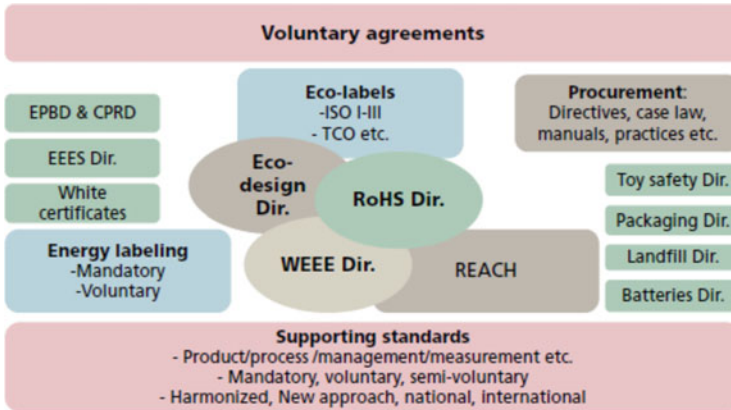 Voluntary agreements
Eco-labels
-ISO I-III
- TCO etc.
Procurement:
Directives, case law,
manuals, practices etc.
EPBD & CPRD
EEES Dir.
White
certificates
Eco-
design
Dir.
RoHS Dir.
Toy safety Dir.
Packaging Dir.
Landfill Dir.
Batteries Dir.
Energy labeling
-Mandatory
-Voluntary
WEEE Dir.
REACH
Supporting standards
- Product/process /management/measurement etc.
- Mandatory, voluntary, semi-voluntary
- Harmonized, New approach, national, international